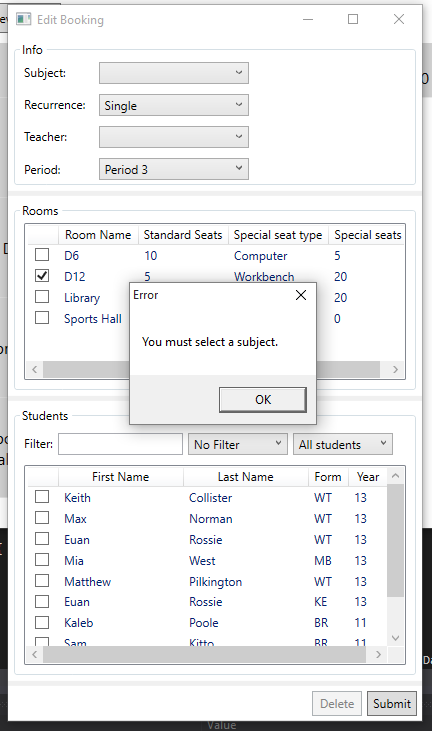 Edit Booking
Info
Subject:
Recurrence: Single
Teacher:
Period: Period 3
Rooms
Room Name Standard Seats Special seat type Special seats
D6 10 Computer 5
D12 5 Workbench 20
Library 20
Sports Hall 0
Error
You must select a subject.
OK
Students
Filter: No Filter All students
First Name Last Name Form Year
Keith Collister WT 13
Max Norman WT 13
Euan Rossie WT 13
Mia West MB 13
Matthew Pilkington WT 13
Euan Rossie KE 13
Kaleb Poole BR 11
Sam Kitto BR 11
Delete Submit
Value